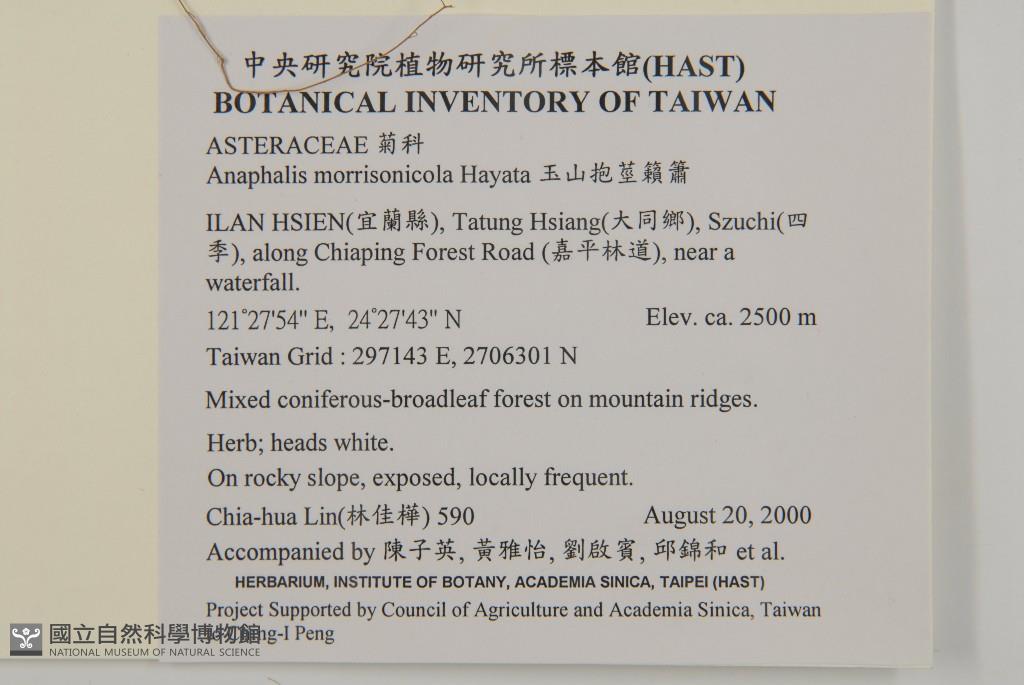 中央研究院植物研究所標本館(HAST)
BOTANICAL INVENTORY OF TAIWAN
ASTERACEAE 菊科
Anaphalis morrisonicola Hayata 玉山抱莖籟簫
ILAN HSIEN(宜蘭縣), Tatung Hsiang(大同鄉), Szuchi(四
季), along Chiaping Forest Road (嘉平林道), near a
waterfall.
121°27'54" E, 24°27'43" N Elev. ca. 2500 m
Taiwan Grid : 297143 E, 2706301 N
Mixed coniferous-broadleaf forest on mountain ridges.
Herb; heads white.
On rocky slope, exposed, locally frequent.
Chia-hua Lin(林佳樺) 590 August 20, 2000
Accompanied by 陳子英, 黃雅怡, 劉啟賓, 邱錦和 et al.
HERBARIUM, INSTITUTE OF BOTANY, ACADEMIA SINICA, TAIPEI (HAST)
Project Supported by Council of Agriculture and Academia Sinica, Taiwan
Peng
國立自然科學博物館
NATIONAL MUSEUM OF NATURAL SCIENCE